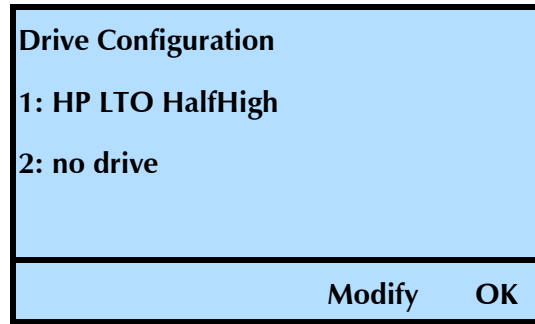 Drive Configuration
1: HP LTO HalfHigh
2: no drive
Modify OK